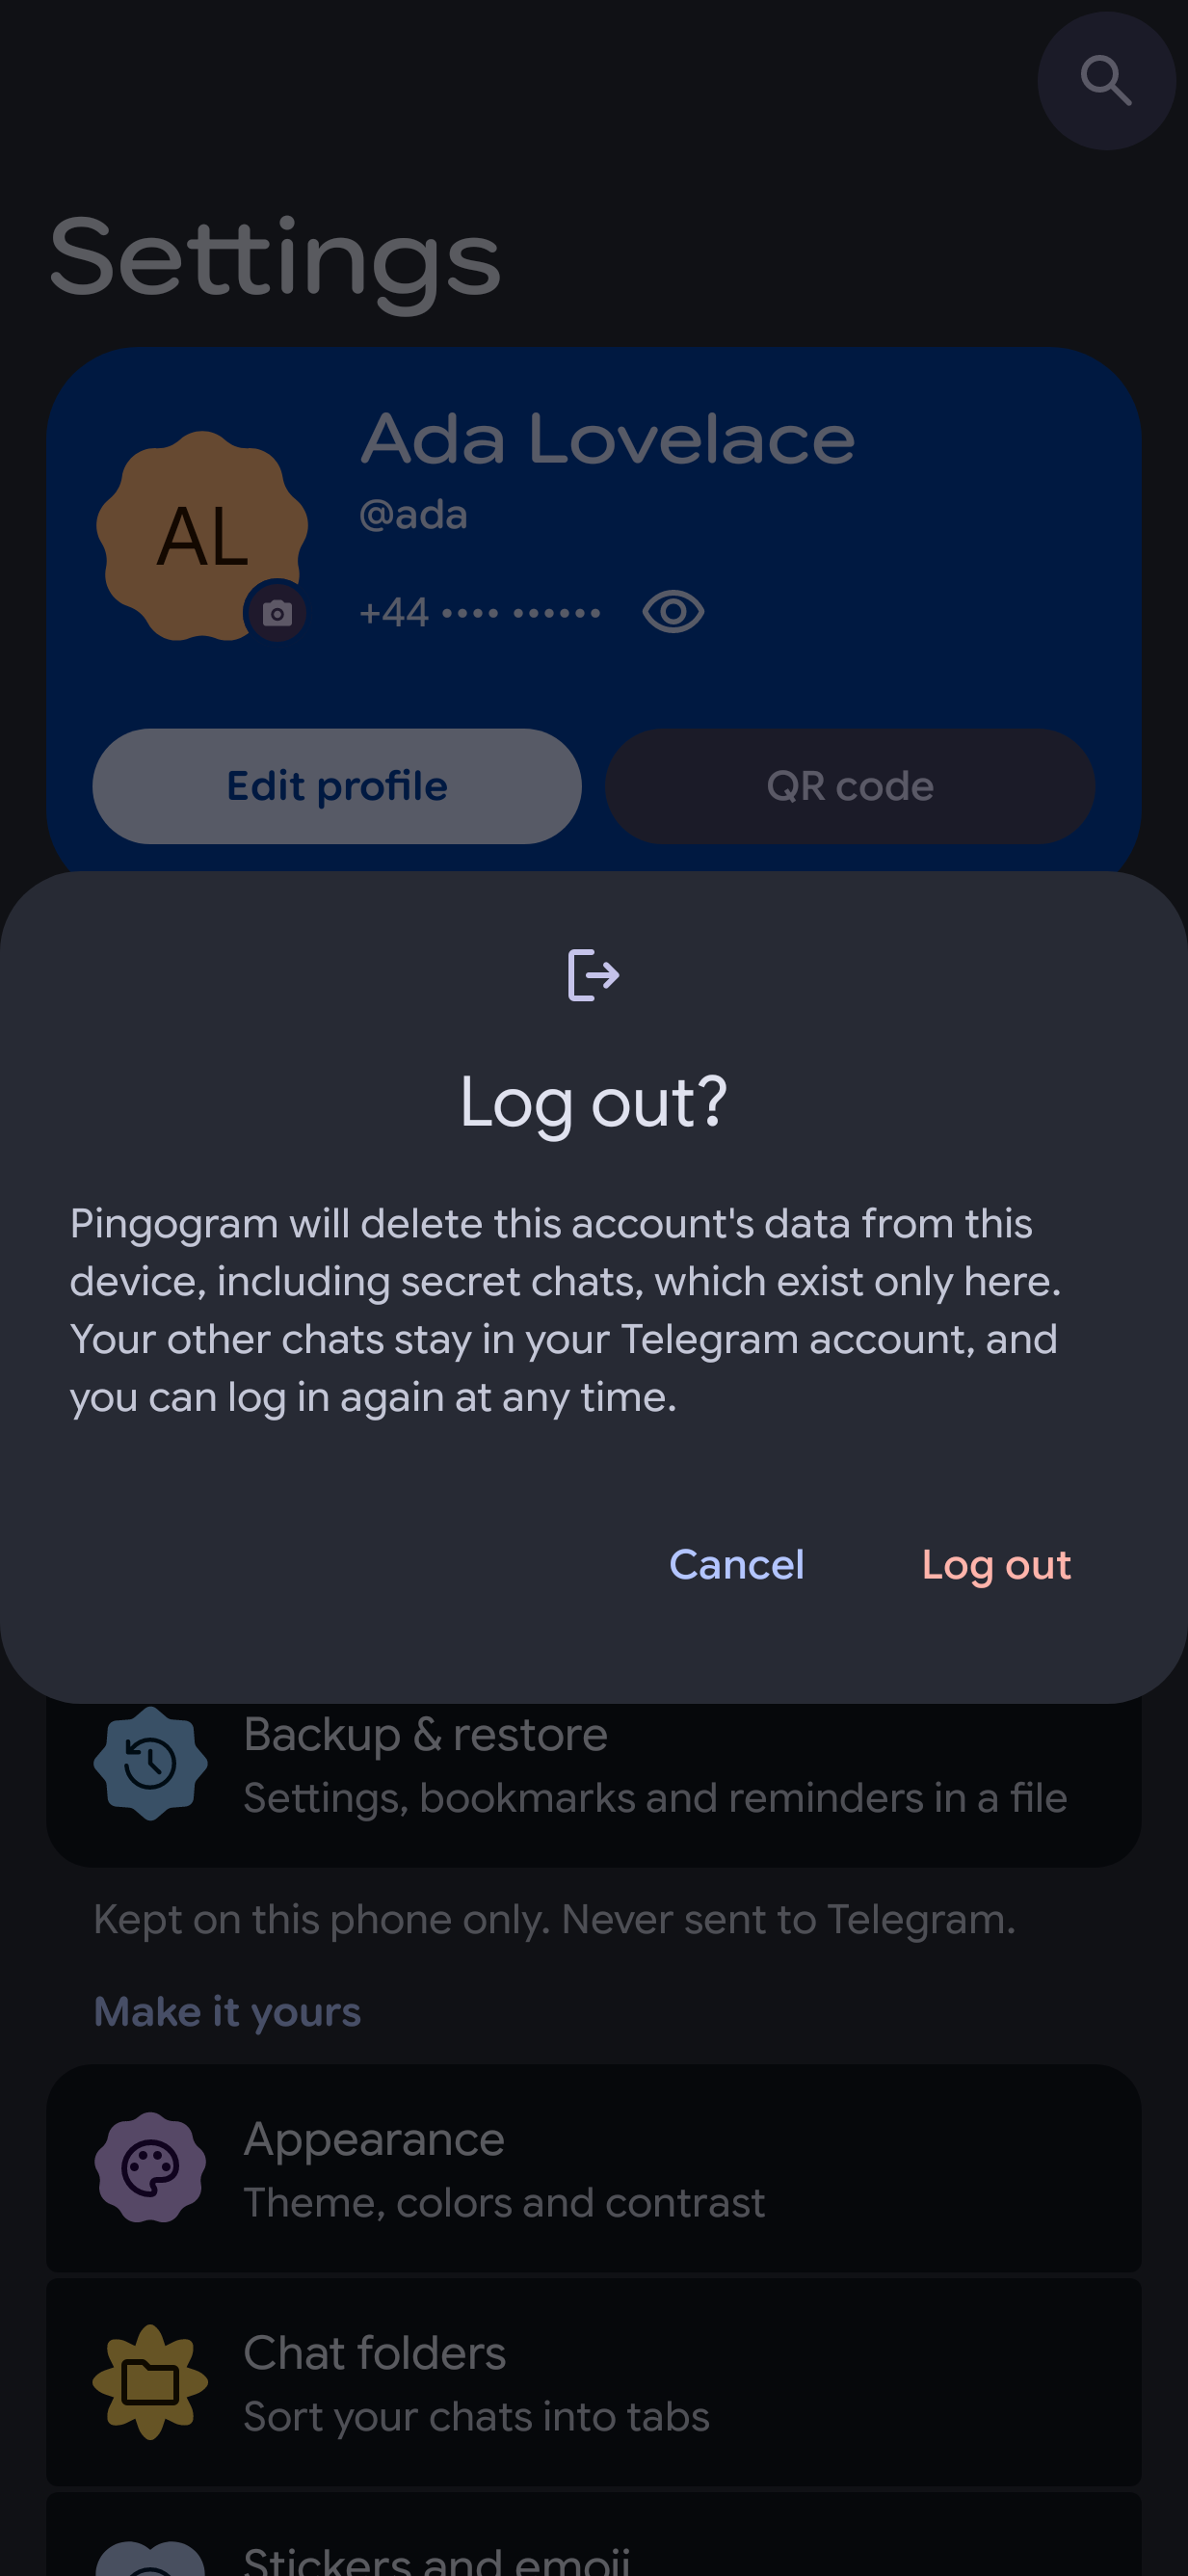 Settings
Ada Lovelace
@ada
AL
+44 •••• ••••••
Edit profile
QR code
Log out?
Pingogram will delete this account's data from this
device, including secret chats, which exist only here.
Your other chats stay in your Telegram account, and
you can log in again at any time.
Cancel
Log out
Backup & restore
Settings, bookmarks and reminders in a file
Kept on this phone only. Never sent to Telegram.
Make it yours
Appearance
Theme, colors and contrast
Chat folders
Sort your chats into tabs
Stickers and emoji